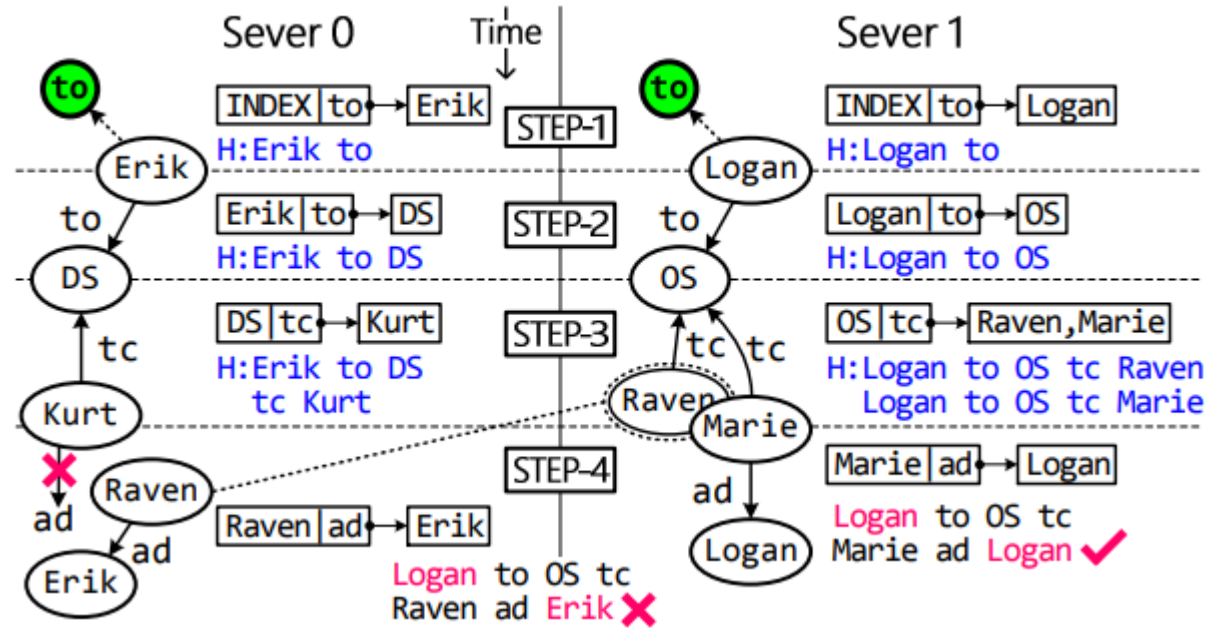 Sever 0
Time
Sever 1
to
INDEX|to Erik
STEP-1
to
INDEX|to Logan
H:Erik to
H:Logan to
Erik
Logan
to
Erik|to DS
STEP-2
to
Logan|to OS
H:Erik to DS
H:Logan to OS
DS
OS
DS|tc Kurt
STEP-3
OS|tc Raven,Marie
tc
tc
tc
H:Erik to DS
tc Kurt
H:Logan to OS tc Raven
Logan to OS tc Marie
Kurt
Raven
Marie
STEP-4
Marie|ad Logan
Raven
ad
ad
Raven|ad Erik
Logan to OS tc
Marie ad Logan
ad
Logan
Erik
Logan to OS tc
Raven ad Erik